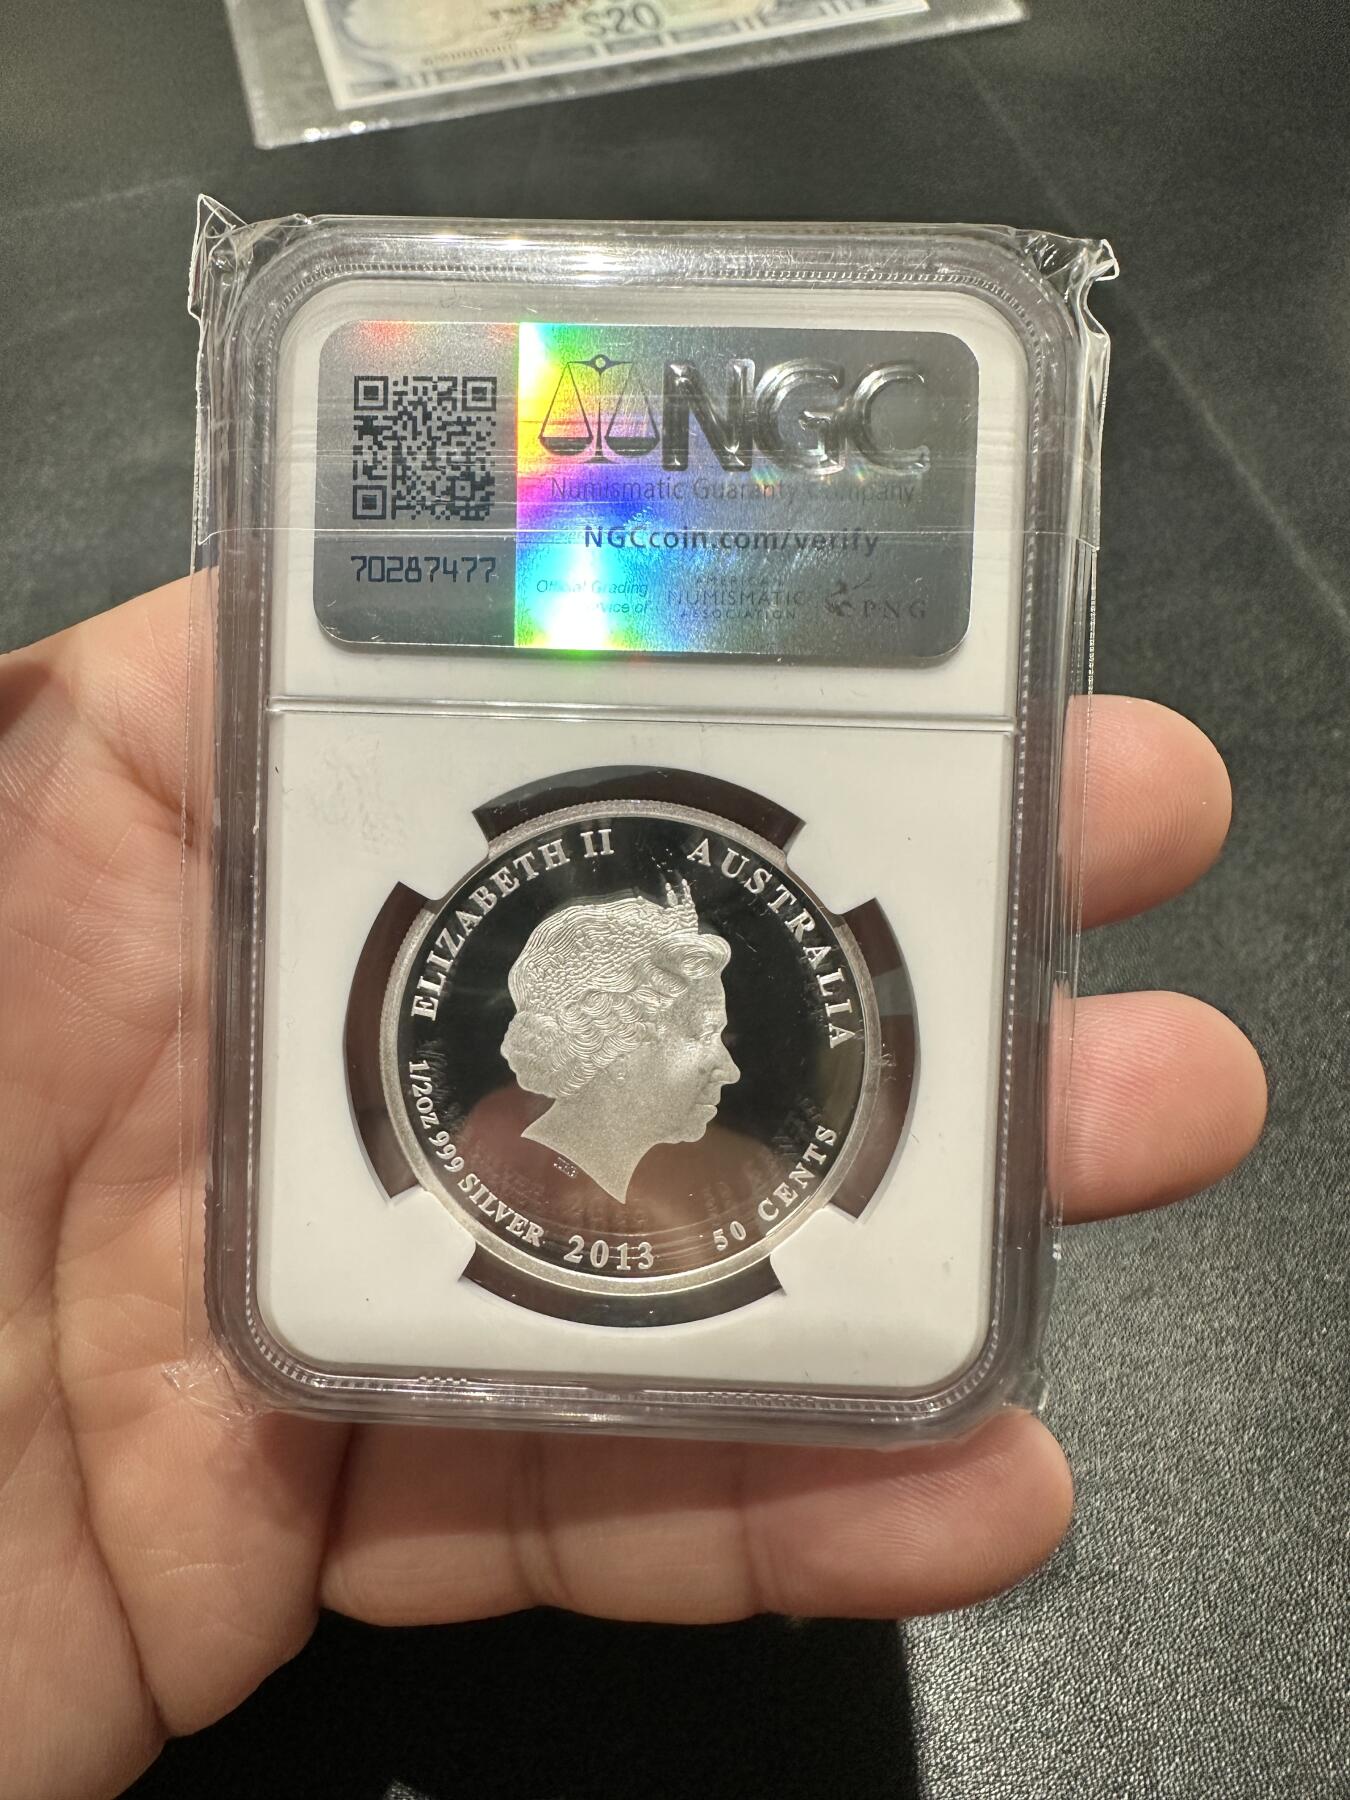 $20
NGC
Numismatic Guaranty Company
NGCcoin.com/verify
70287477
Official Grading
Service of
AMERICAN
NUMISMATIC
ASSOCIATION
PNG
ELIZABETH II
AUSTRALIA
1/2OZ 999 SILVER
2013
50 CENTS